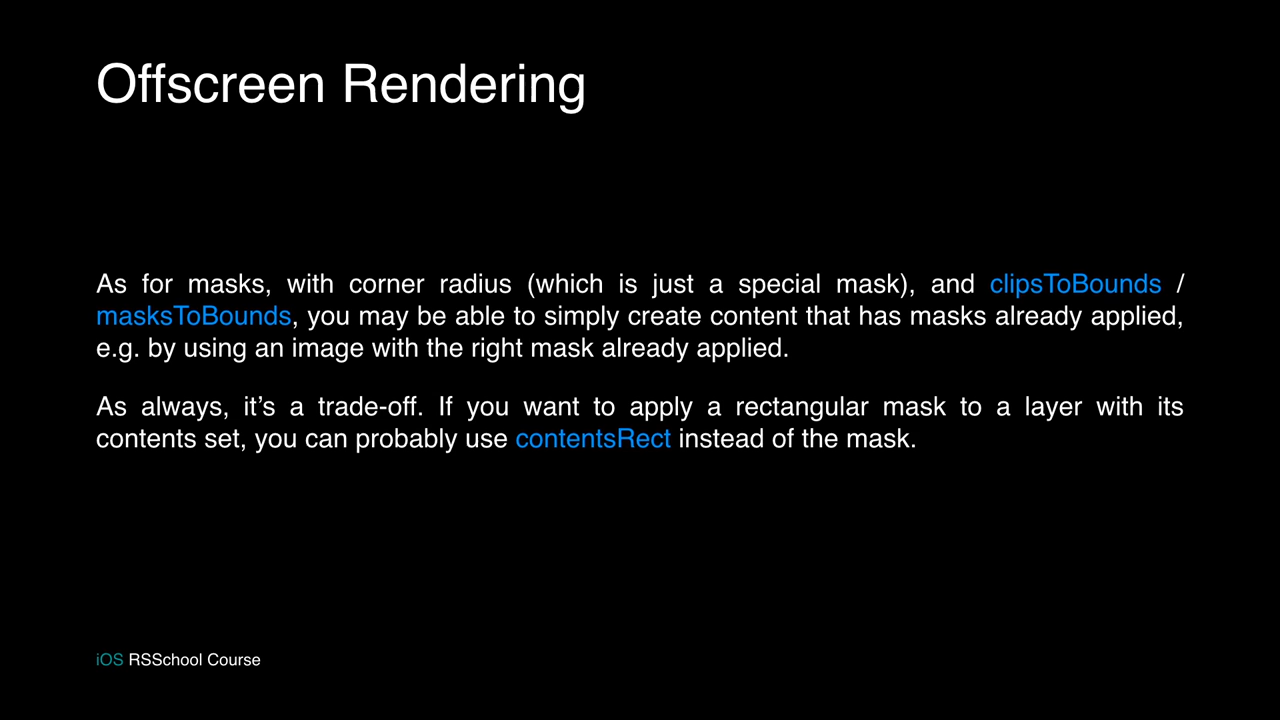 Offscreen Rendering
As for masks, with corner radius (which is just a special mask), and clipsToBounds /
masksToBounds, you may be able to simply create content that has masks already applied,
e.g. by using an image with the right mask already applied.
As always, it’s a trade-off. If you want to apply a rectangular mask to a layer with its
contents set, you can probably use contentsRect instead of the mask.
iOS RSSchool Course